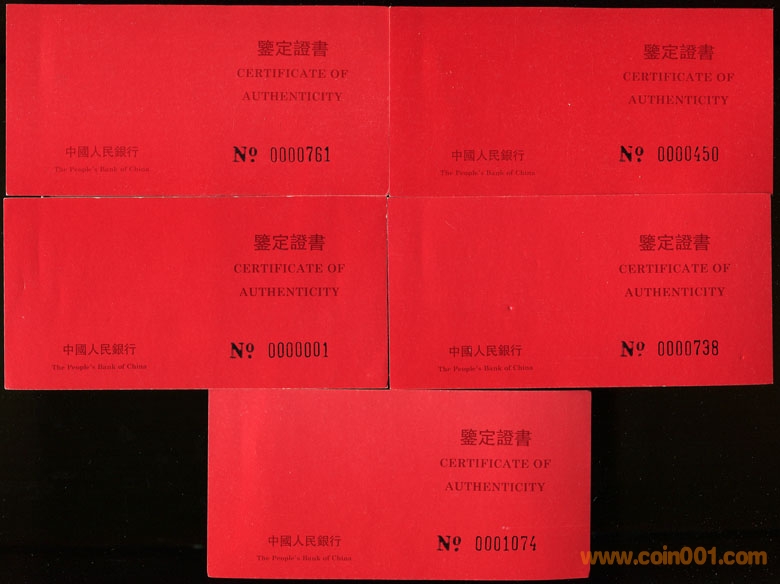 鑒定證書
CERTIFICATE OF
AUTHENTICITY
中國人民銀行
The People's Bank of China
Nº 0000761
鑒定證書
CERTIFICATE OF
AUTHENTICITY
中國人民銀行
The People's Bank of China
Nº 0000450
鑒定證書
CERTIFICATE OF
AUTHENTICITY
中國人民銀行
The People's Bank of China
Nº 0000001
鑒定證書
CERTIFICATE OF
AUTHENTICITY
中國人民銀行
The People's Bank of China
Nº 0000738
鑒定證書
CERTIFICATE OF
AUTHENTICITY
中國人民銀行
The People's Bank of China
Nº 0001074
www.coin001.com